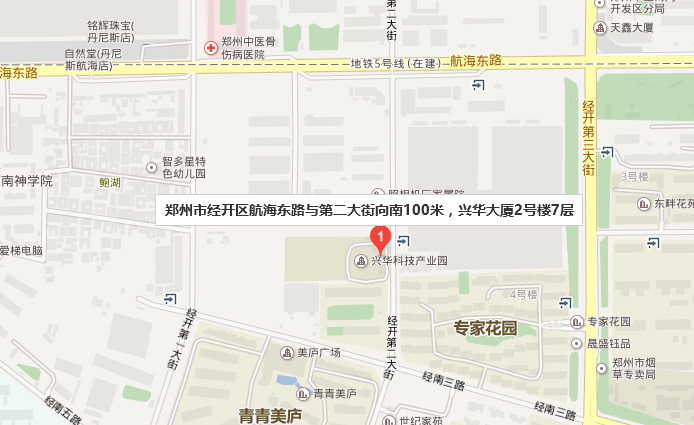 铭辉珠宝(
丹尼斯店)
开发区分局
天鑫大厦
自然堂(丹尼
斯航海店)
郑州中医骨
伤病医院
地铁5号线(在建)
航海东路
海东路
经开第二大街
经开第三大街
智多星特
色幼儿园
南神学院
鲍湖
3号楼
东畔花苑
郑州市经开区航海东路与第二大街向南100米，兴华大厦2号楼7层
爱梯电脑
1
兴华科技产业园
4号楼
经开第一大街
经开第二大街
专家花园
专家花园
晟盛钰品
美庐广场
经南三路
经南三路
郑州市烟
草专卖局
青青美庐
青青美庐
经南五路
世纪家苑